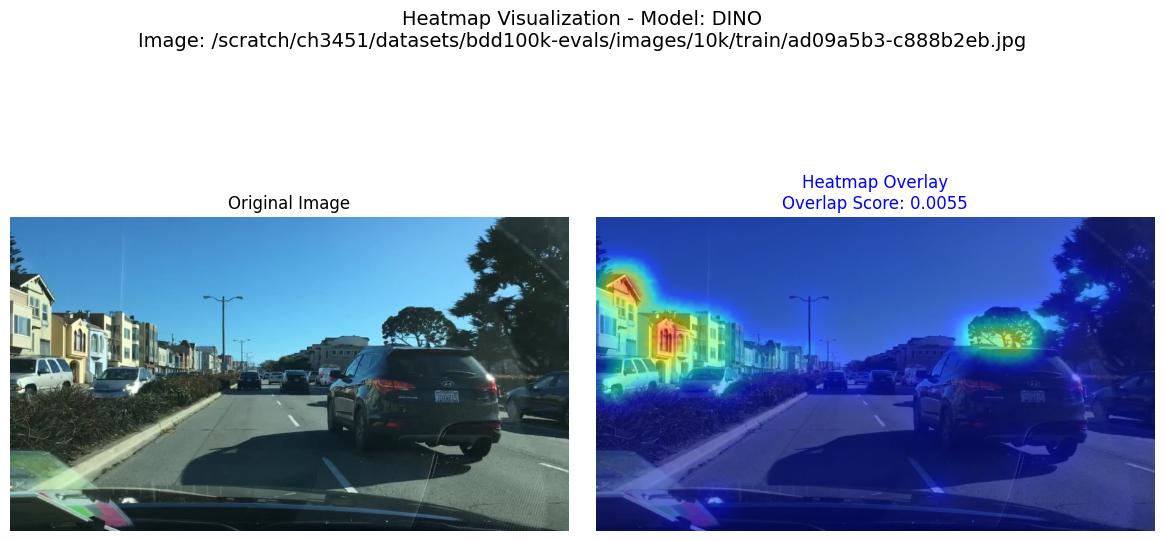 Heatmap Visualization - Model: DINO
Image: /scratch/ch3451/datasets/bdd100k-evals/images/10k/train/ad09a5b3-c888b2eb.jpg
Original Image
Heatmap Overlay
Overlap Score: 0.0055